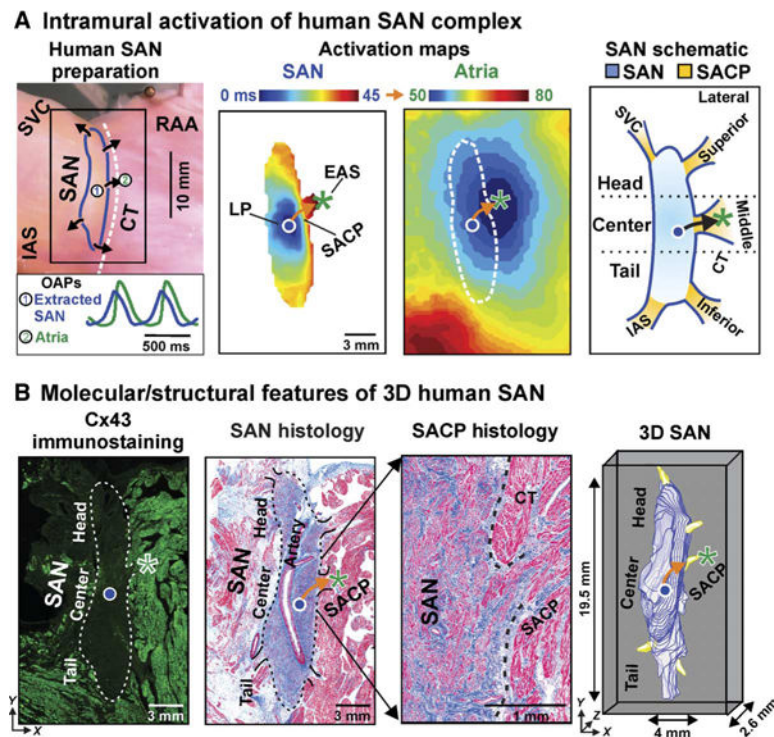 A Intramural activation of human SAN complex
Human SAN
preparation
SVC
RAA
SAN
1
2
10 mm
CT
IAS
OAPs
1 Extracted
SAN
2 Atria
500 ms
Activation maps
SAN
Atria
0 ms
45
50
80
EAS
LP
SACP
3 mm
SAN schematic
SAN
SACP
Lateral
SVC
Superior
Head
Center
Middle
Tail
CT
IAS
Inferior
B Molecular/structural features of 3D human SAN
Cx43
immunostaining
Head
SAN
Center
Tail
Y
X
3 mm
SAN histology
Head
Artery
SAN
Center
SACP
Tail
3 mm
SACP histology
CT
SAN
SACP
1 mm
3D SAN
Head
19.5 mm
Center
SACP
Tail
Y
Z
X
4 mm
2.6 mm